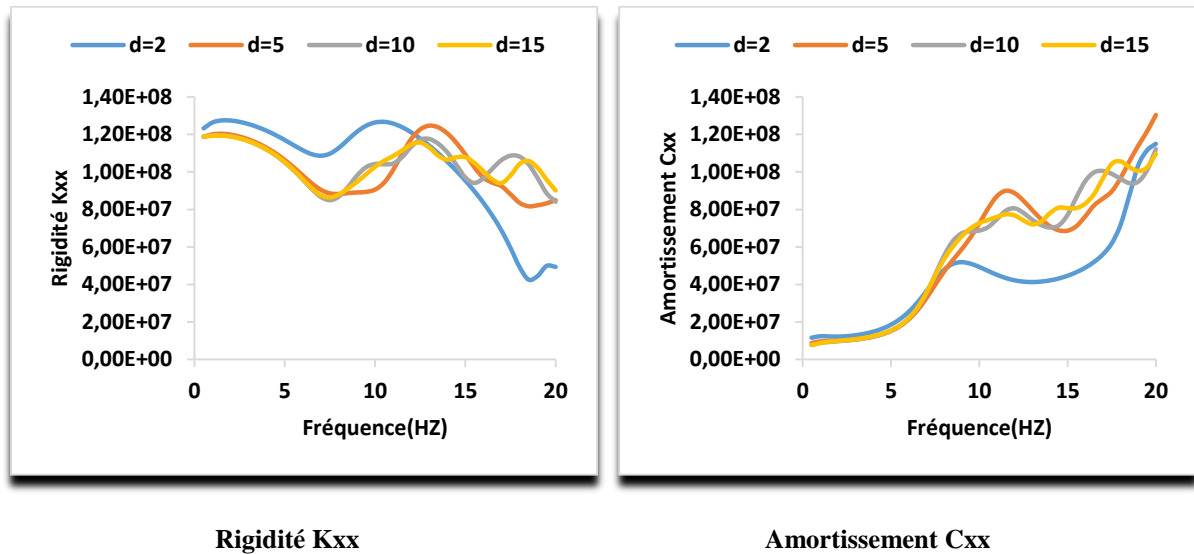 d=2 d=5 d=10 d=15
Rigidité Kxx
1,40E+08
1,20E+08
1,00E+08
8,00E+07
6,00E+07
4,00E+07
2,00E+07
0,00E+00
0 5 10 15 20
Fréquence(HZ)
d=2 d=5 d=10 d=15
Amortissement Cxx
1,40E+08
1,20E+08
1,00E+08
8,00E+07
6,00E+07
4,00E+07
2,00E+07
0,00E+00
0 5 10 15 20
Fréquence(HZ)
Rigidité Kxx
Amortissement Cxx